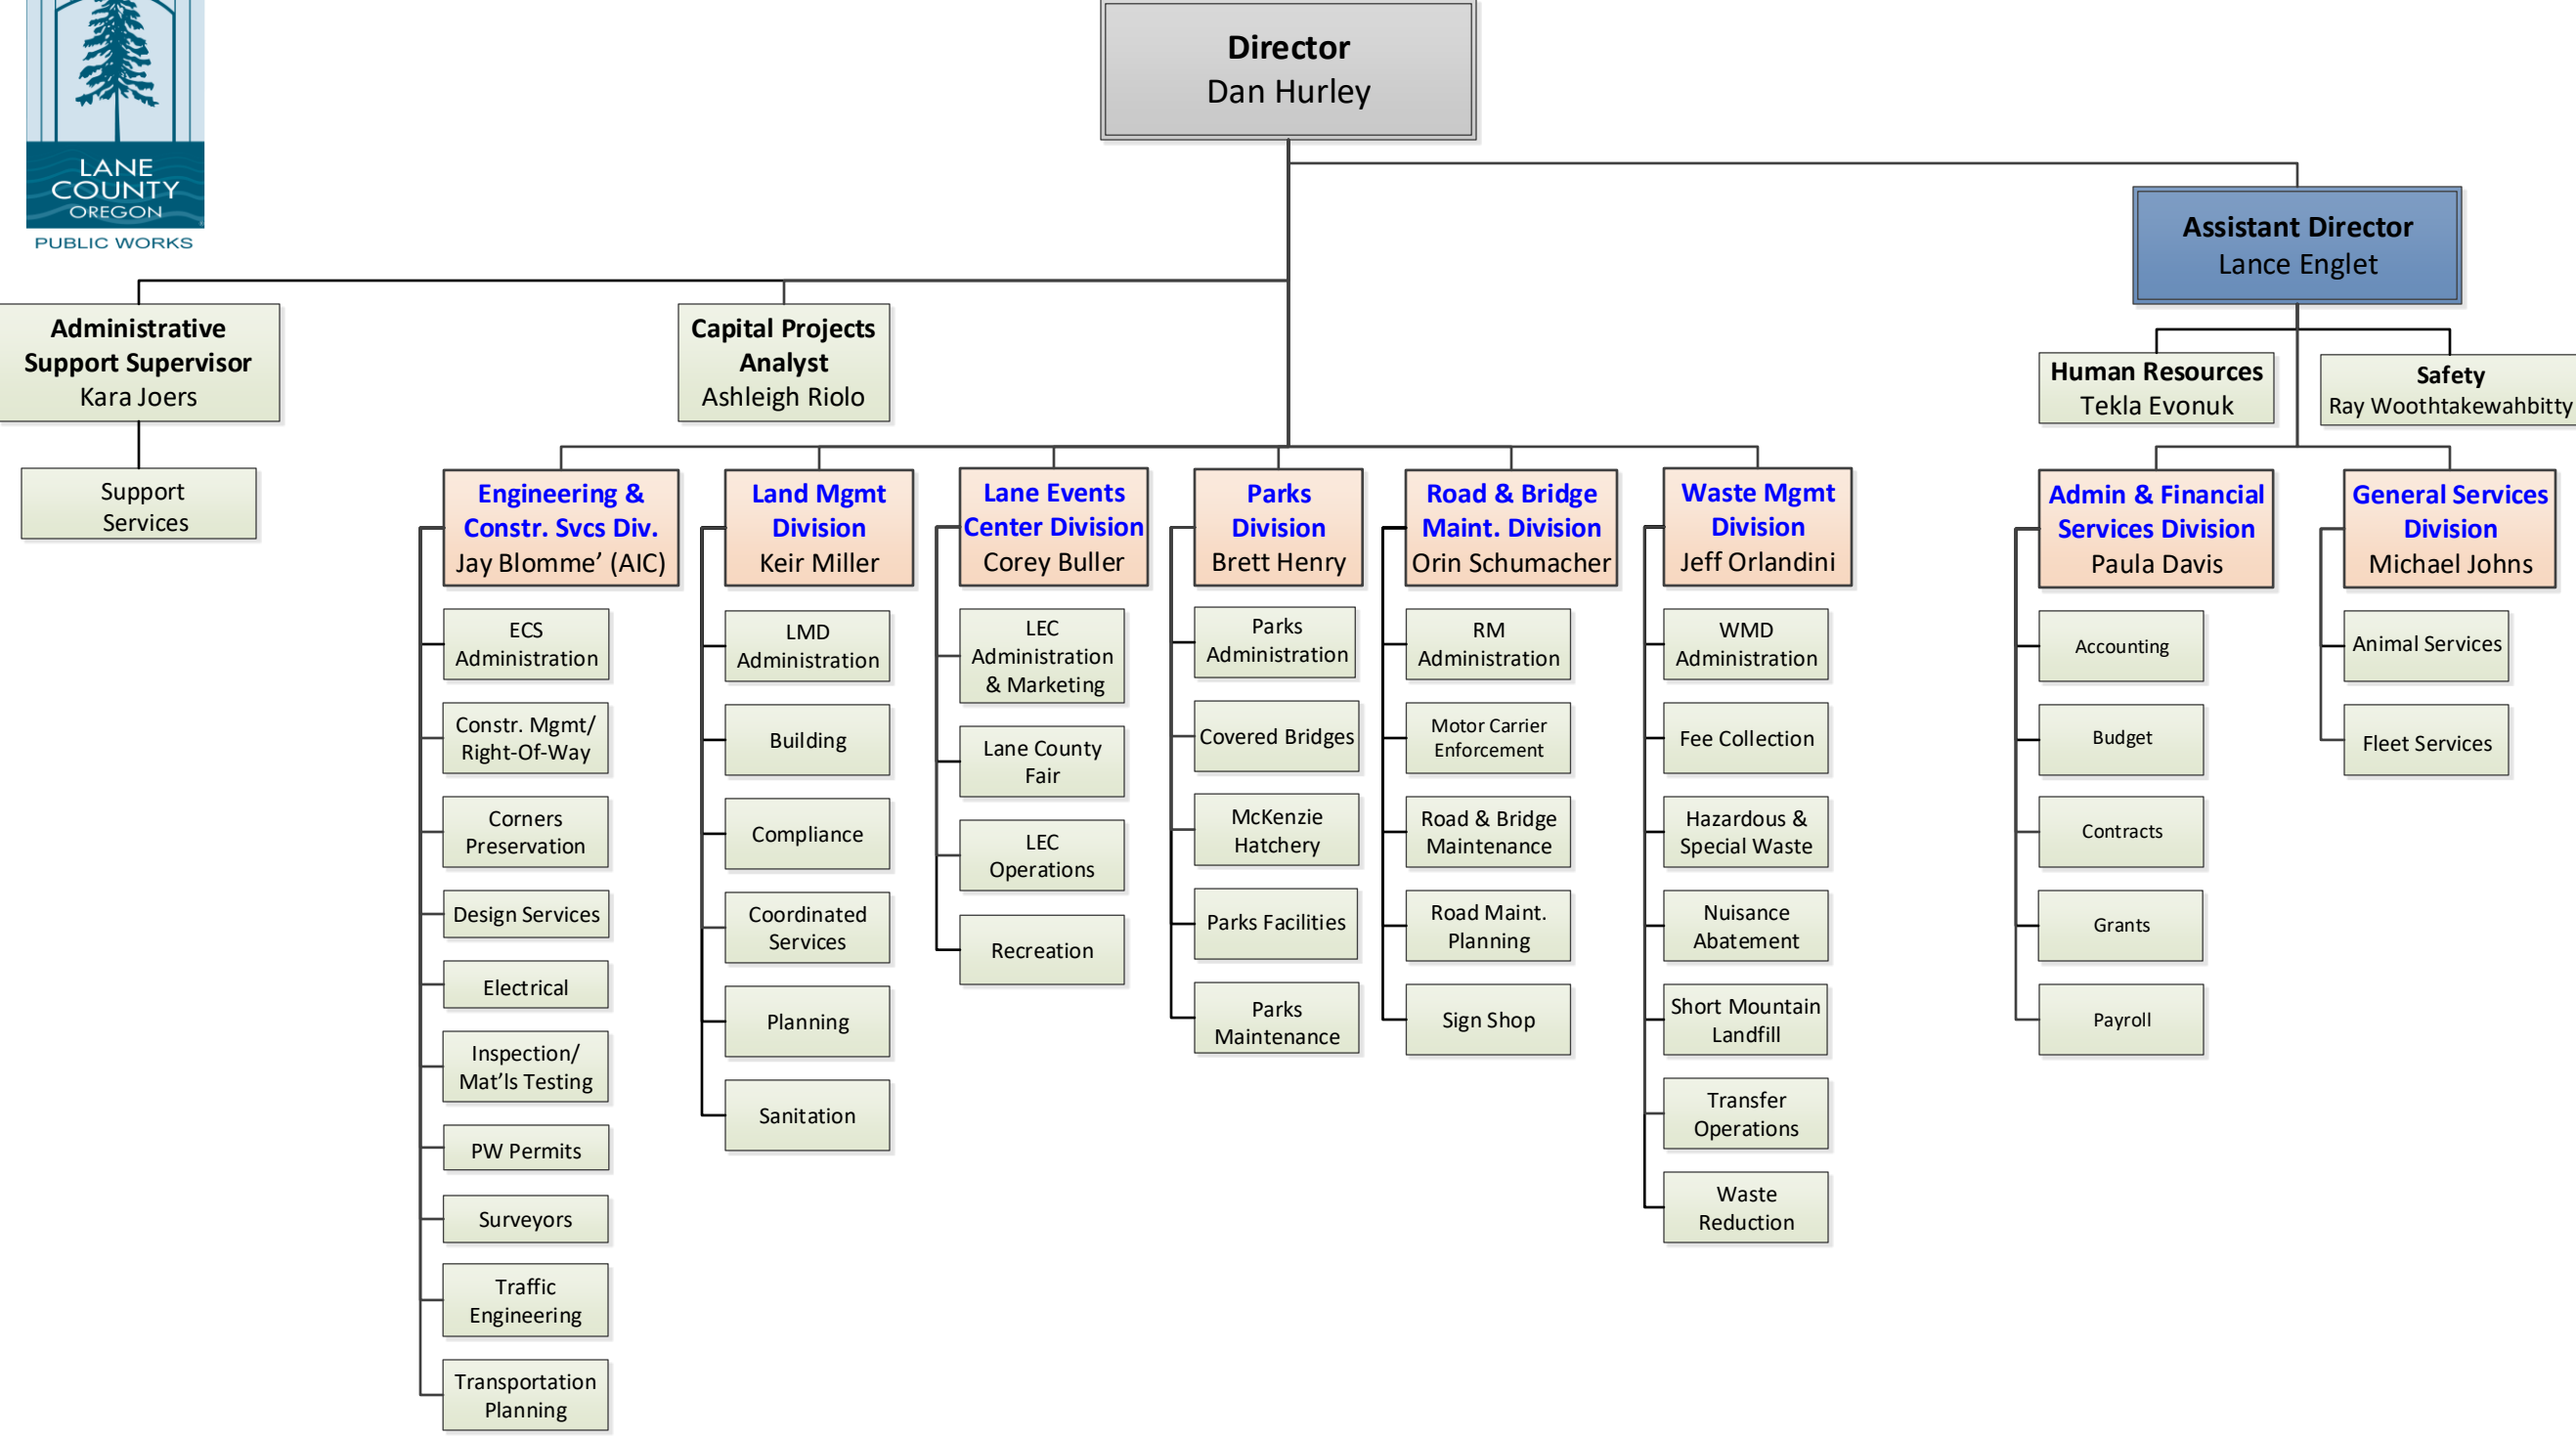 LANE
COUNTY
OREGON
PUBLIC WORKS
Director
Dan Hurley
Assistant Director
Lance Englet
Administrative
Support Supervisor
Kara Joers
Capital Projects
Analyst
Ashleigh Riolo
Human Resources
Tekla Evonuk
Safety
Ray Woothtakewahbitty
Support
Services
Engineering &
Constr. Svcs Div.
Jay Blomme’ (AIC)
ECS
Administration
Constr. Mgmt/
Right-Of-Way
Corners
Preservation
Design Services
Electrical
Inspection/
Mat’ls Testing
PW Permits
Surveyors
Traffic
Engineering
Transportation
Planning
Land Mgmt
Division
Keir Miller
LMD
Administration
Building
Compliance
Coordinated
Services
Planning
Sanitation
Lane Events
Center Division
Corey Buller
LEC
Administration
& Marketing
Lane County
Fair
LEC
Operations
Recreation
Parks
Division
Brett Henry
Parks
Administration
Covered Bridges
McKenzie
Hatchery
Parks Facilities
Parks
Maintenance
Road & Bridge
Maint. Division
Orin Schumacher
RM
Administration
Motor Carrier
Enforcement
Road & Bridge
Maintenance
Road Maint.
Planning
Sign Shop
Waste Mgmt
Division
Jeff Orlandini
WMD
Administration
Fee Collection
Hazardous &
Special Waste
Nuisance
Abatement
Short Mountain
Landfill
Transfer
Operations
Waste
Reduction
Admin & Financial
Services Division
Paula Davis
Accounting
Budget
Contracts
Grants
Payroll
General Services
Division
Michael Johns
Animal Services
Fleet Services